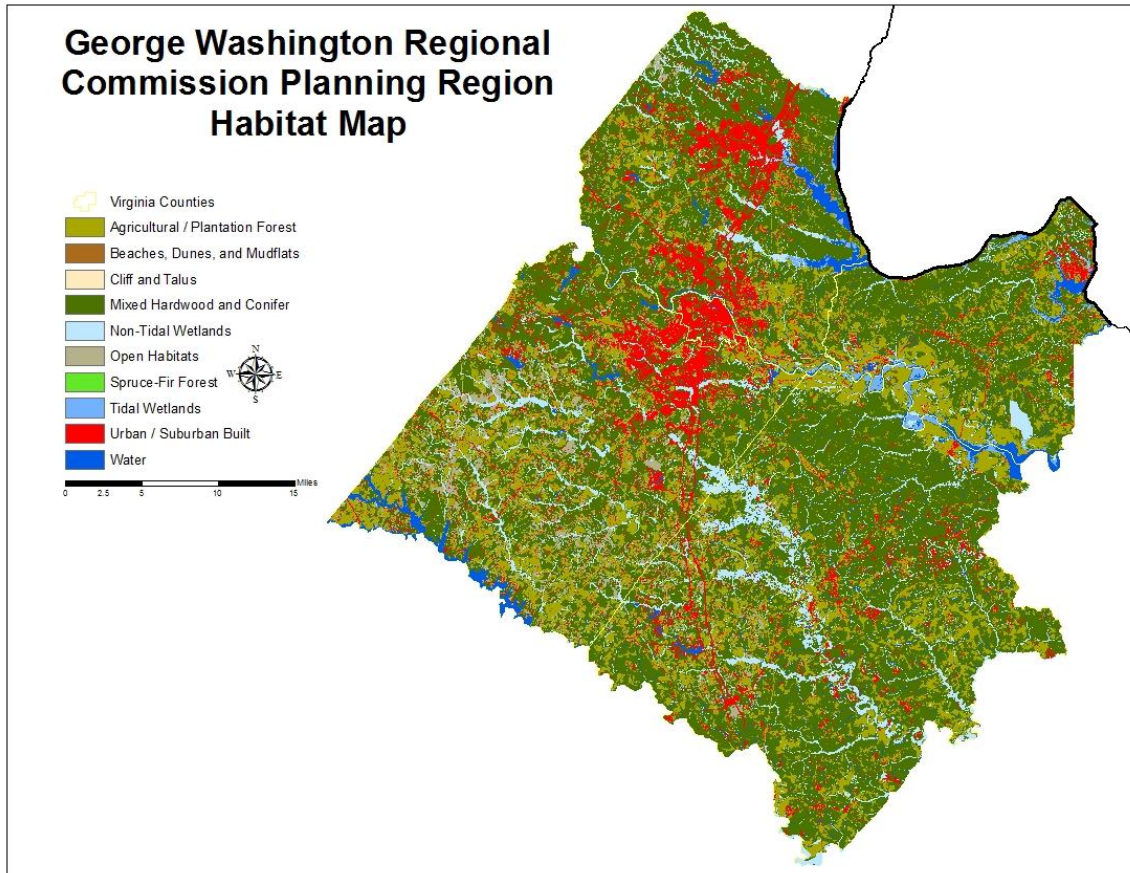 George Washington Regional
Commission Planning Region
Habitat Map
Virginia Counties
Agricultural / Plantation Forest
Beaches, Dunes, and Mudflats
Cliff and Talus
Mixed Hardwood and Conifer
Non-Tidal Wetlands
Open Habitats
Spruce-Fir Forest
Tidal Wetlands
Urban / Suburban Built
Water
N
W E
S
Miles
0 2.5 5 10 15